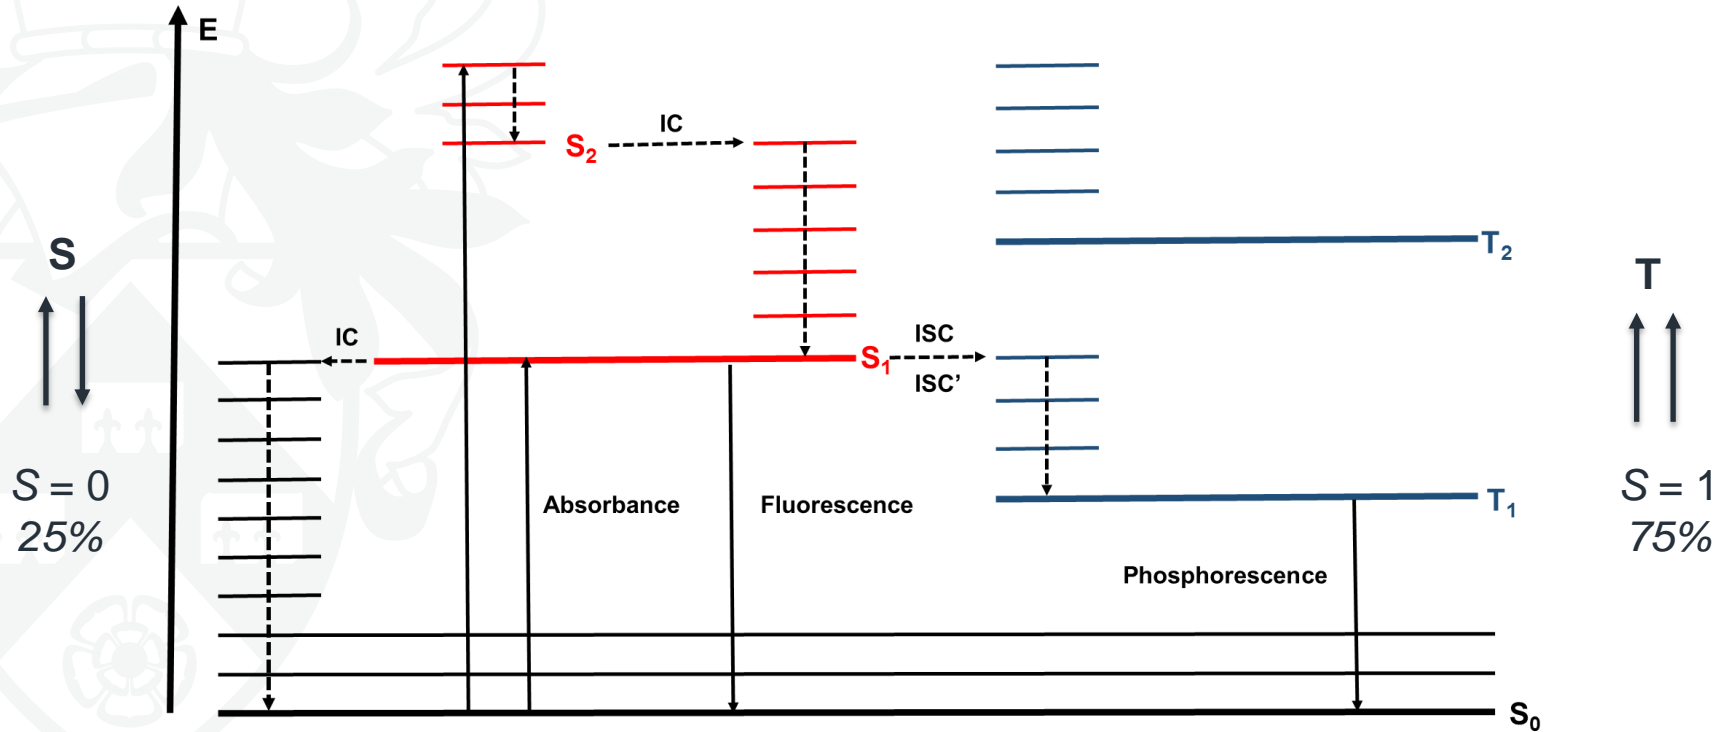 E
S₂
IC
S
T₂
T
IC
S₁
ISC
ISC’
S = 0
25%
Absorbance
Fluorescence
T₁
S = 1
75%
Phosphorescence
S₀